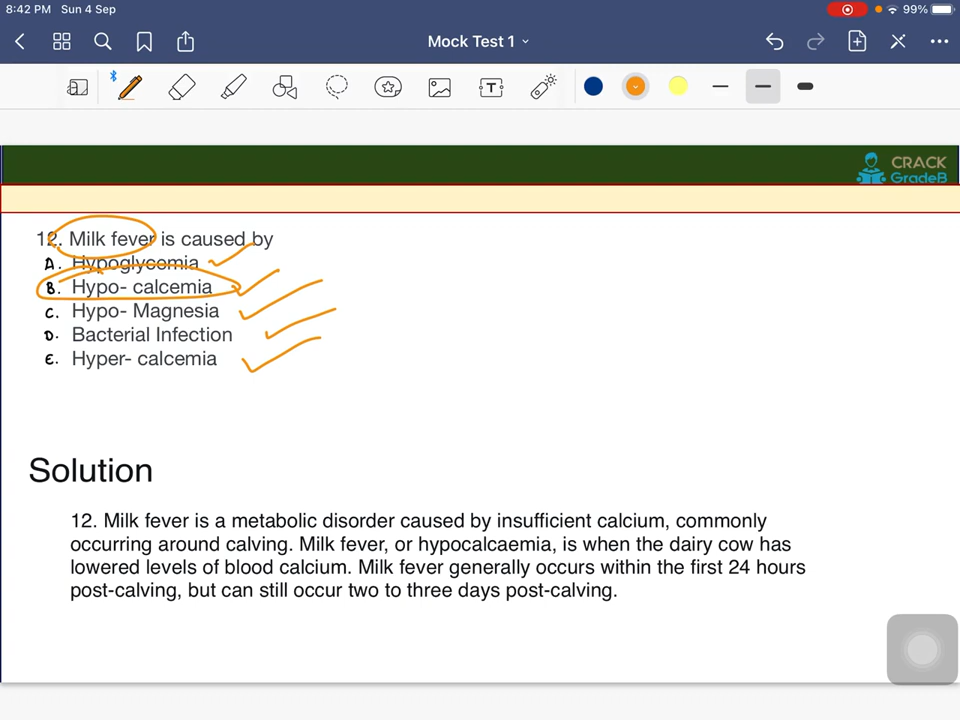 8:42 PM Sun 4 Sep
99%
Mock Test 1
T
CRACK
GradeB
12. Milk fever is caused by
A. Hypoglycemia
B. Hypo- calcemia
C. Hypo- Magnesia
D. Bacterial Infection
E. Hyper- calcemia
Solution
12. Milk fever is a metabolic disorder caused by insufficient calcium, commonly
occurring around calving. Milk fever, or hypocalcaemia, is when the dairy cow has
lowered levels of blood calcium. Milk fever generally occurs within the first 24 hours
post-calving, but can still occur two to three days post-calving.